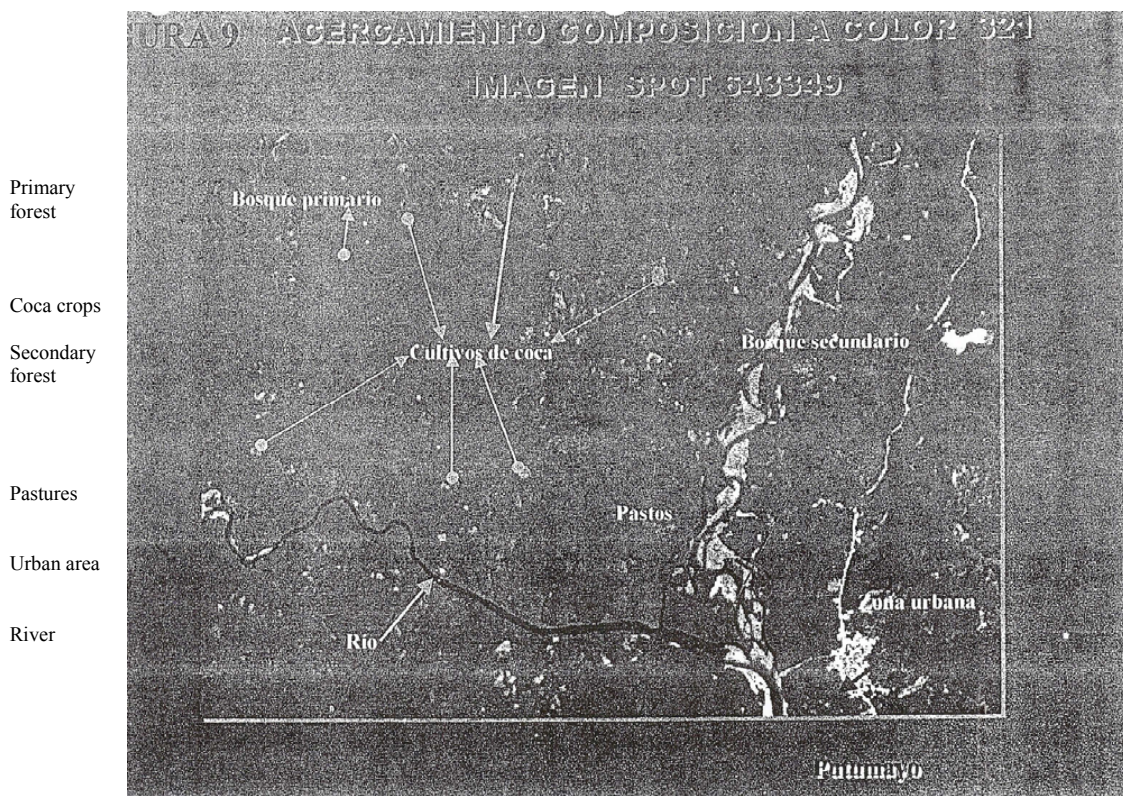 URA 9 ACERCAMIENTO COMPOSICION A COLOR 321
IMAGEN SPOT 643349
Primary
forest
Coca crops
Secondary
forest
Pastures
Urban area
River
Bosque primario
Cultivos de coca
Bosque secundario
Pastos
Zona urbana
Río
Putumayo